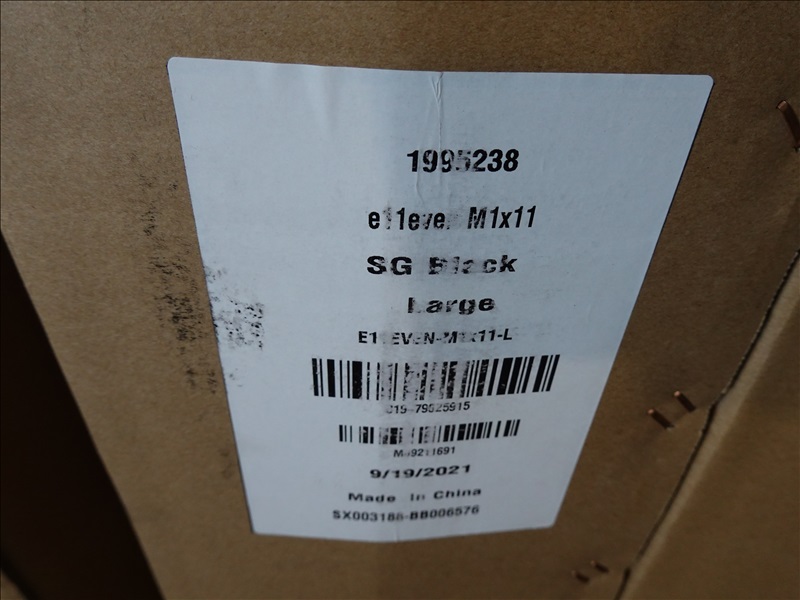 1995238
e11even M1x11
SG Black
Large
E11EVEN-M1x11-L
9/19/2021
Made In China
SX003188-BB006576